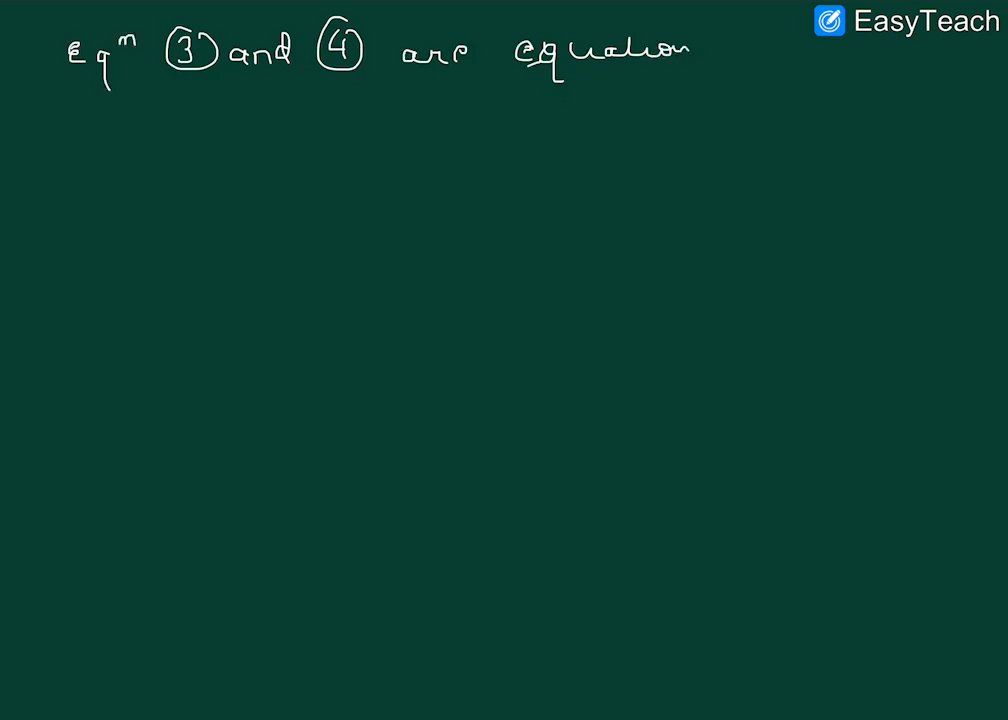 EasyTeach
Eqⁿ ③ and ④ are equation